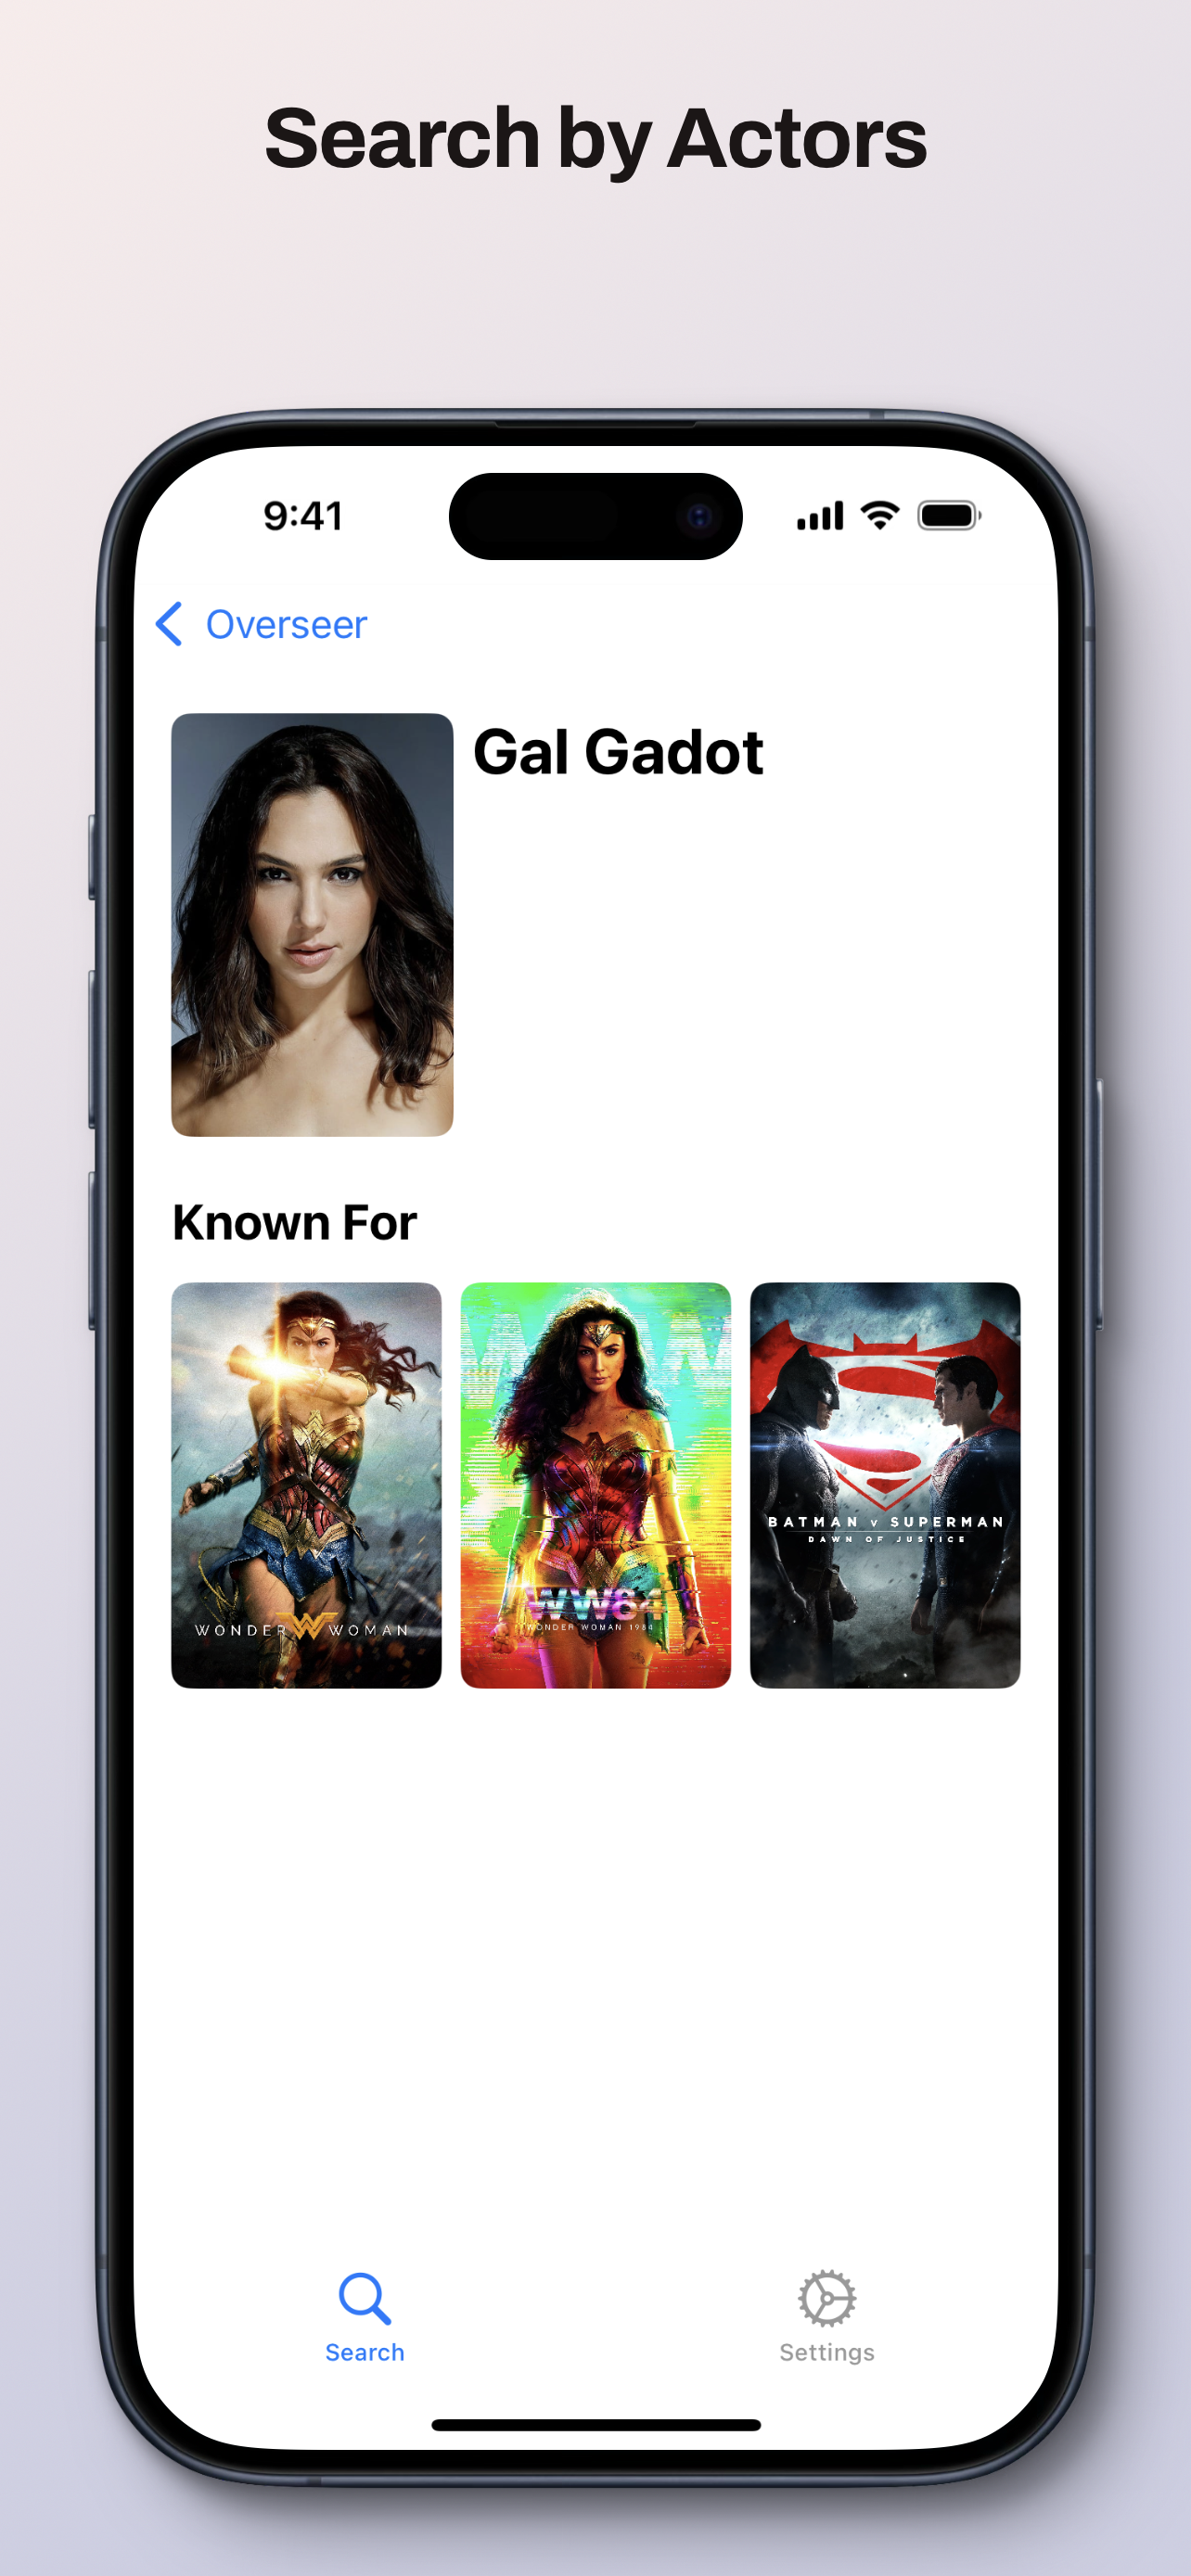 Search by Actors
9:41
Overseer
Gal Gadot
Known For
WONDER W WOMAN
WW84
WONDER WOMAN 1984
BATMAN v SUPERMAN
DAWN OF JUSTICE
Search
Settings